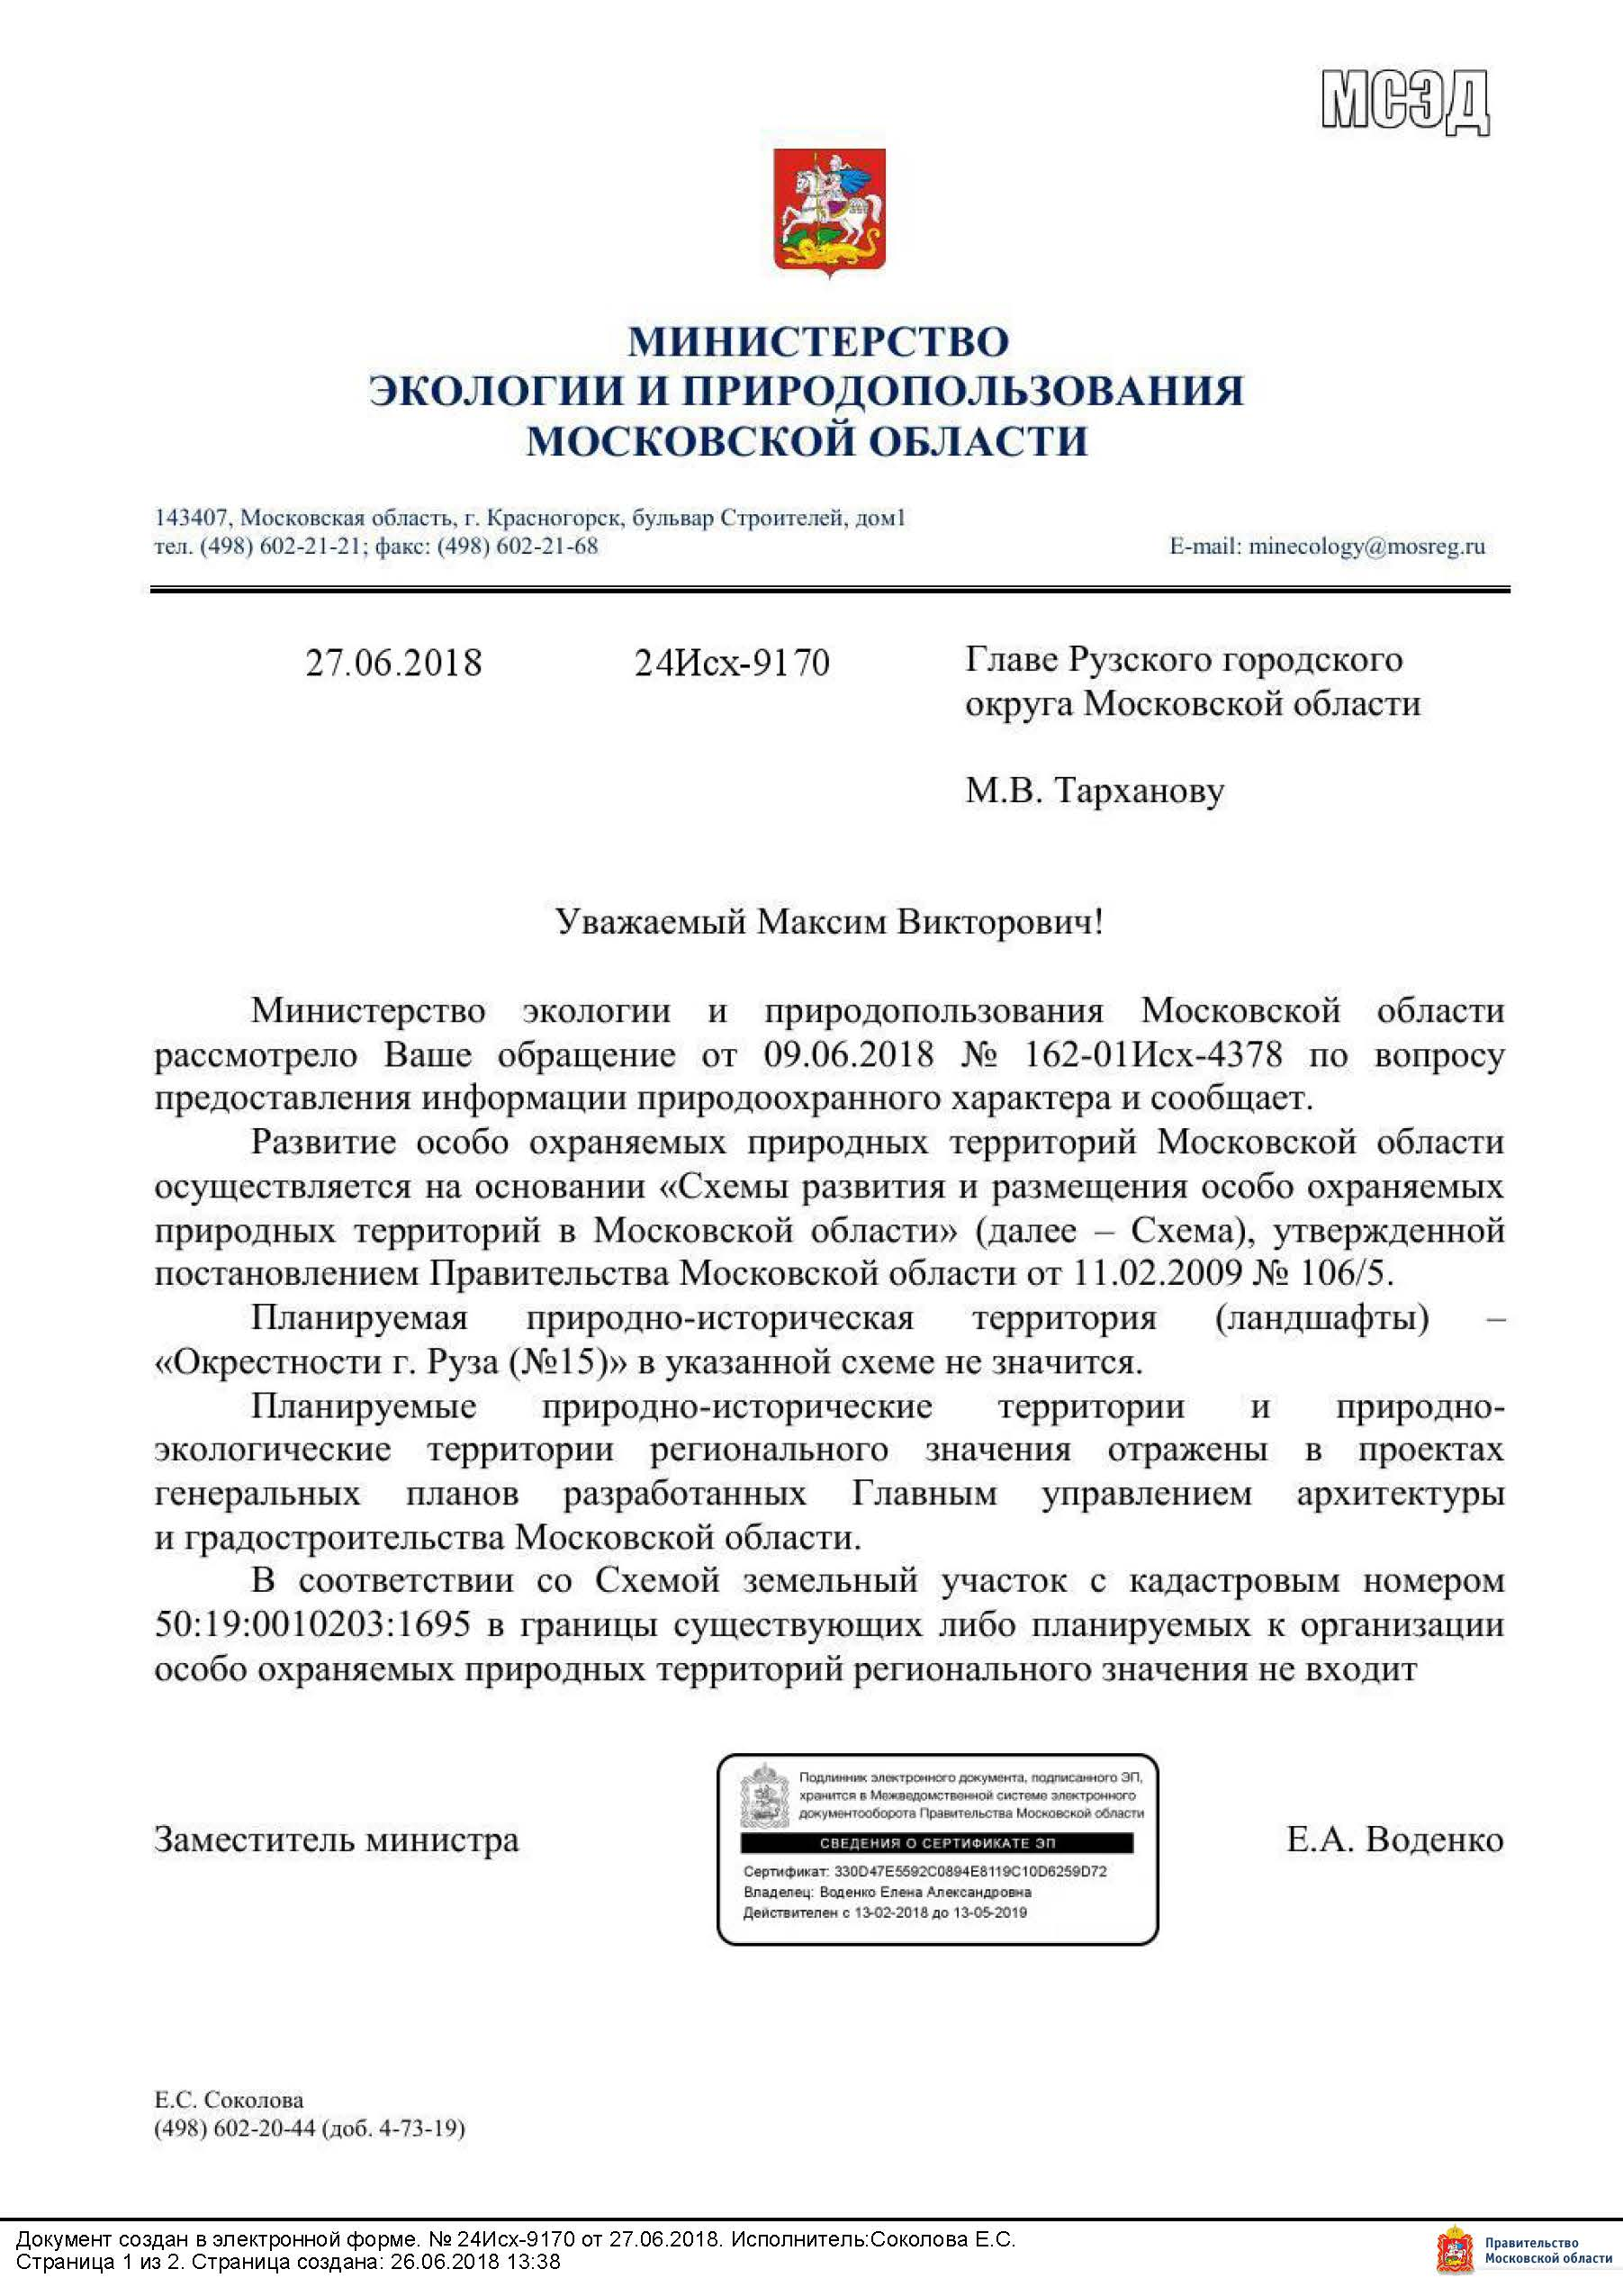 МСЭД
МИНИСТЕРСТВО
ЭКОЛОГИИ И ПРИРОДОПОЛЬЗОВАНИЯ
МОСКОВСКОЙ ОБЛАСТИ
143407, Московская область, г. Красногорск, бульвар Строителей, дом1
тел. (498) 602-21-21; факс: (498) 602-21-68
E-mail: minecology@mosreg.ru
27.06.2018
24Исх-9170
Главе Рузского городского
округа Московской области
М.В. Тарханову
Уважаемый Максим Викторович!
Министерство экологии и природопользования Московской области
рассмотрело Ваше обращение от 09.06.2018 № 162-01Исх-4378 по вопросу
предоставления информации природоохранного характера и сообщает.
Развитие особо охраняемых природных территорий Московской области
осуществляется на основании «Схемы развития и размещения особо охраняемых
природных территорий в Московской области» (далее – Схема), утвержденной
постановлением Правительства Московской области от 11.02.2009 № 106/5.
Планируемая природно-историческая территория (ландшафты) –
«Окрестности г. Руза (№15)» в указанной схеме не значится.
Планируемые природно-исторические территории и природно-
экологические территории регионального значения отражены в проектах
генеральных планов разработанных Главным управлением архитектуры
и градостроительства Московской области.
В соответствии со Схемой земельный участок с кадастровым номером
50:19:0010203:1695 в границы существующих либо планируемых к организации
особо охраняемых природных территорий регионального значения не входит
Заместитель министра
Подлинник электронного документа, подписанного ЭП,
хранится в Межведомственной системе электронного
документооборота Правительства Московской области
СВЕДЕНИЯ О СЕРТИФИКАТЕ ЭП
Сертификат: 330D47E5592C0894E8119C10D6259D72
Владелец: Воденко Елена Александровна
Действителен с 13-02-2018 до 13-05-2019
Е.А. Воденко
Е.С. Соколова
(498) 602-20-44 (доб. 4-73-19)
Документ создан в электронной форме. № 24Исх-9170 от 27.06.2018. Исполнитель:Соколова Е.С.
Страница 1 из 2. Страница создана: 26.06.2018 13:38
Правительство
Московской области